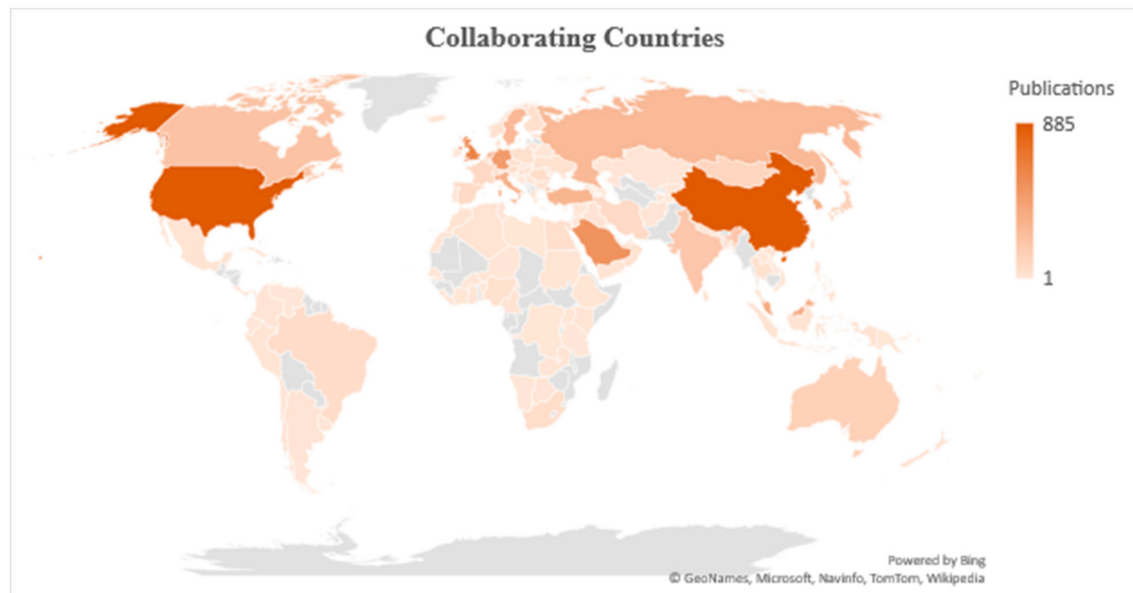 Collaborating Countries
Publications
885
1
Powered by Bing
© GeoNames, Microsoft, Navinfo, TomTom, Wikipedia